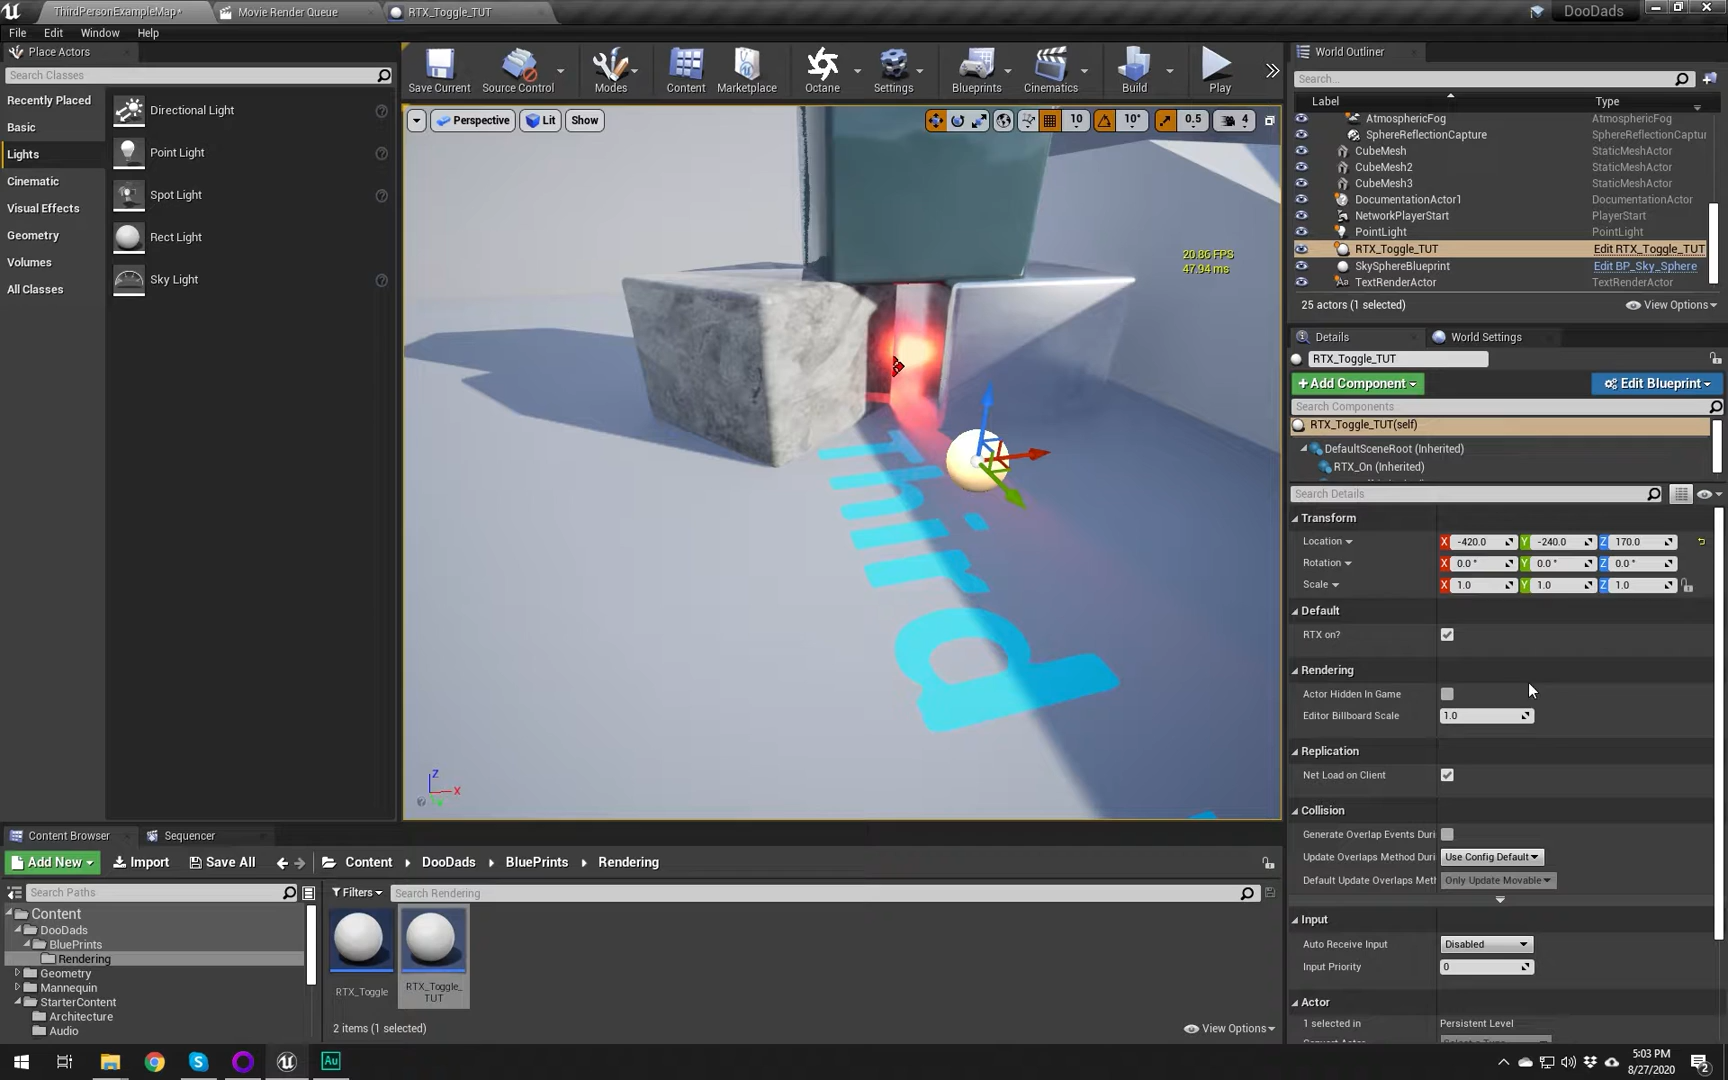 ThirdPersonExampleMap*
Movie Render Queue
RTX_Toggle_TUT
DooDads
File Edit Window Help
Place Actors
Search Classes
Recently Placed
Basic
Lights
Cinematic
Visual Effects
Geometry
Volumes
All Classes
Directional Light
Point Light
Spot Light
Rect Light
Sky Light
Save Current
Source Control
Modes
Content
Marketplace
Octane
Settings
Blueprints
Cinematics
Build
Play
Perspective
Lit
Show
10
10°
0.5
4
20.86 FPS
47.94 ms
Third
Z
X
World Outliner
Search...
Label Type
AtmosphericFog AtmosphericFog
SphereReflectionCapture SphereReflectionCaptur
CubeMesh StaticMeshActor
CubeMesh2 StaticMeshActor
CubeMesh3 StaticMeshActor
DocumentationActor1 DocumentationActor
NetworkPlayerStart PlayerStart
PointLight PointLight
RTX_Toggle_TUT Edit RTX_Toggle_TUT
SkySphereBlueprint Edit BP_Sky_Sphere
TextRenderActor TextRenderActor
25 actors (1 selected)
View Options
Details
World Settings
RTX_Toggle_TUT
+Add Component
Edit Blueprint
Search Components
RTX_Toggle_TUT(self)
DefaultSceneRoot (Inherited)
RTX_On (Inherited)
Search Details
Transform
Location X -420.0 Y -240.0 Z 170.0
Rotation X 0.0 ° Y 0.0 ° Z 0.0 °
Scale X 1.0 Y 1.0 Z 1.0
Default
RTX on?
Rendering
Actor Hidden In Game
Editor Billboard Scale 1.0
Replication
Net Load on Client
Collision
Generate Overlap Events Duri
Update Overlaps Method Duri Use Config Default
Default Update Overlaps Meth Only Update Movable
Input
Auto Receive Input Disabled
Input Priority 0
Actor
1 selected in Persistent Level
Content Browser
Sequencer
Add New
Import
Save All
Content
DooDads
BluePrints
Rendering
Search Paths
Filters
Search Rendering
Content
DooDads
BluePrints
Rendering
Geometry
Mannequin
StarterContent
Architecture
Audio
RTX_Toggle
RTX_Toggle_
TUT
2 items (1 selected)
View Options
Au
5:03 PM
8/27/2020
2